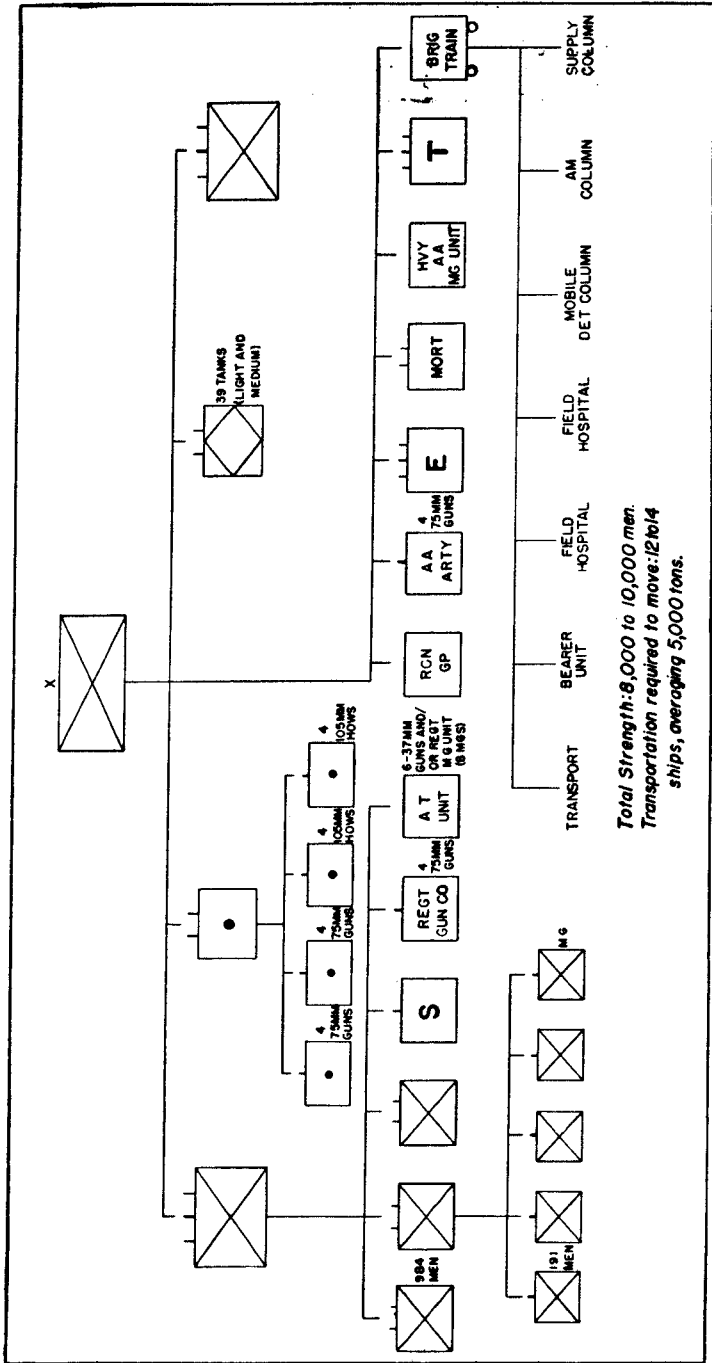 X
39 TANKS
(LIGHT AND
MEDIUM)
4
75MM
GUNS
4
75MM
GUNS
4
105MM
HOWS
4
105MM
HOWS
984
MEN
S
REGT
GUN CO
4
75MM
GUNS
A T
UNIT
6-37MM
GUNS AND/
OR REGT
M G UNIT
(8 MGS)
RCN
GP
AA
ARTY
4
75MM
GUNS
E
MORT
HVY
AA
MG UNIT
T
BRIG
TRAIN
191
MEN
M G
TRANSPORT
BEARER
UNIT
FIELD
HOSPITAL
FIELD
HOSPITAL
MOBILE
DET COLUMN
AM
COLUMN
SUPPLY
COLUMN
Total Strength: 8,000 to 10,000 men.
Transportation required to move: 12 to 14
ships, averaging 5,000 tons.